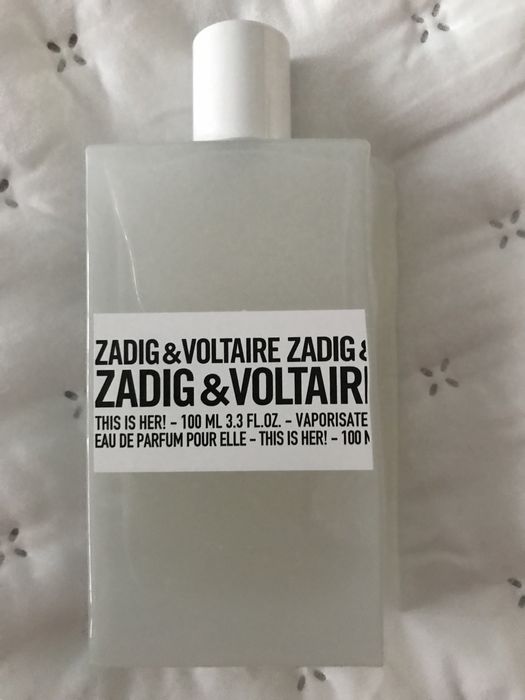 ZADIG & VOLTAIRE ZADIG &
ZADIG & VOLTAIR
THIS IS HER! – 100 ML 3.3 FL.OZ. – VAPORISATE
EAU DE PARFUM POUR ELLE – THIS IS HER! – 100 M